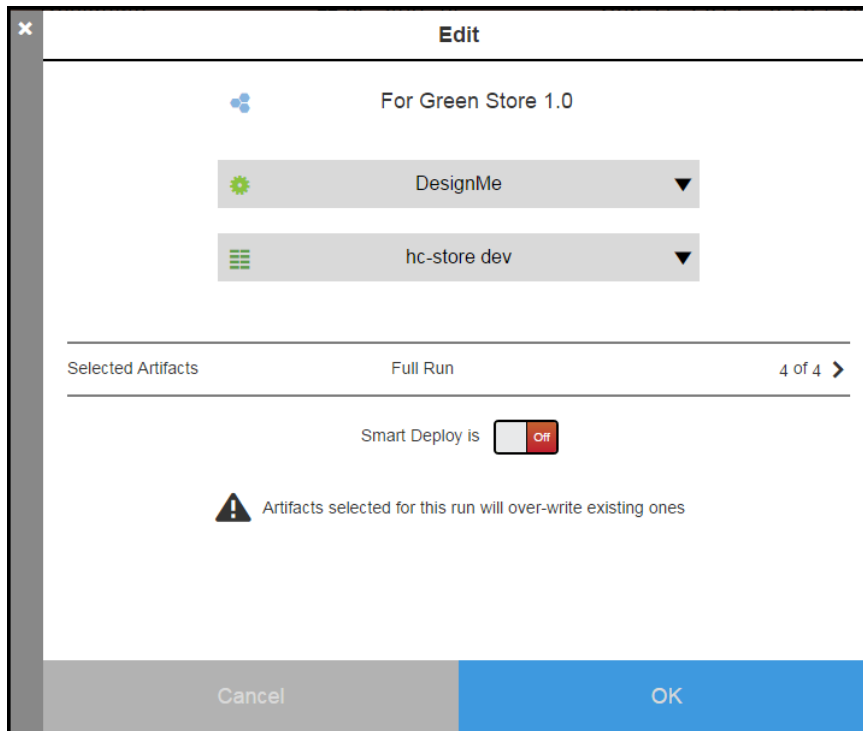 Edit
For Green Store 1.0
DesignMe
hc-store dev
Selected Artifacts Full Run 4 of 4
Smart Deploy is Off
Artifacts selected for this run will over-write existing ones
Cancel OK